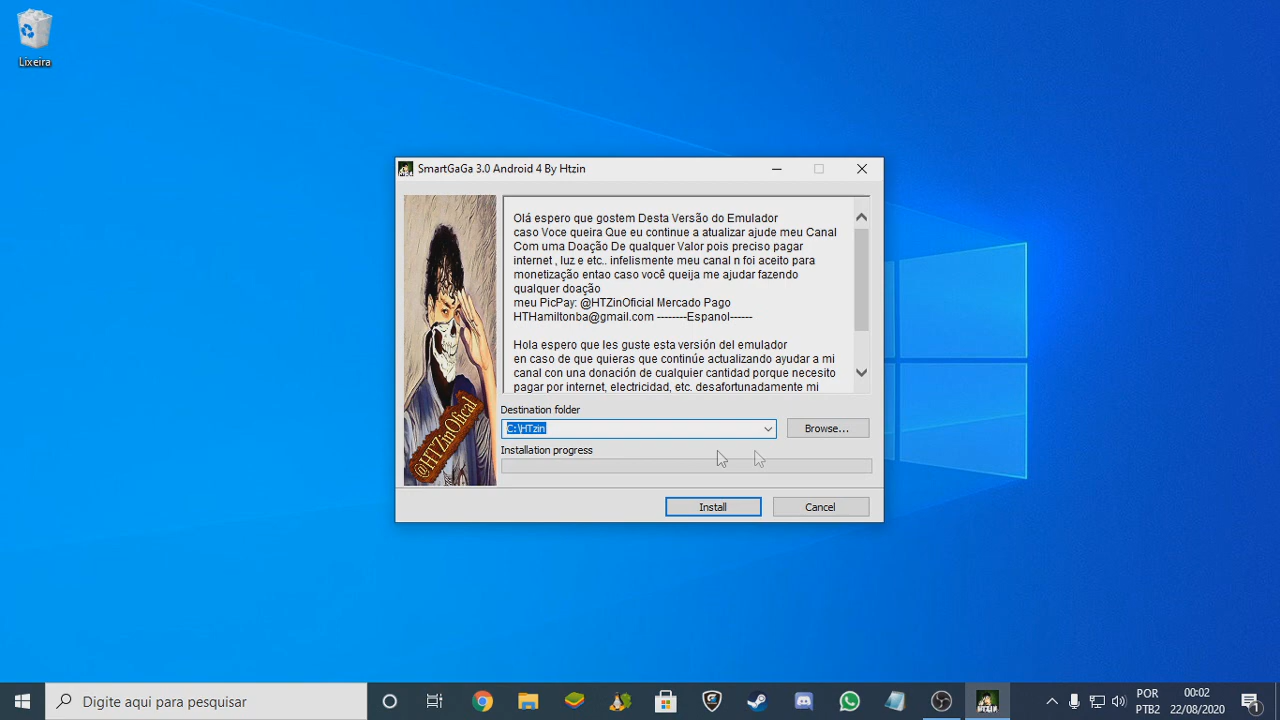 Lixeira
SmartGaGa 3.0 Android 4 By Htzin
Olá espero que gostem Desta Versão do Emulador
caso Voce queira Que eu continue a atualizar ajude meu Canal
Com uma Doação De qualquer Valor pois preciso pagar
internet , luz e etc.. infelismente meu canal n foi aceito para
monetização entao caso você queija me ajudar fazendo
qualquer doação
meu PicPay: @HTZinOficial Mercado Pago
HTHamiltonba@gmail.com --------Espanol------
Hola espero que les guste esta versión del emulador
en caso de que quieras que continúe actualizando ayudar a mi
canal con una donación de cualquier cantidad porque necesito
pagar por internet, electricidad, etc. desafortunadamente mi
@HTZinOfical
Destination folder
C:\HTzin
Browse...
Installation progress
Install
Cancel
Digite aqui para pesquisar
HTZIN
POR
PTB2
00:02
22/08/2020
1